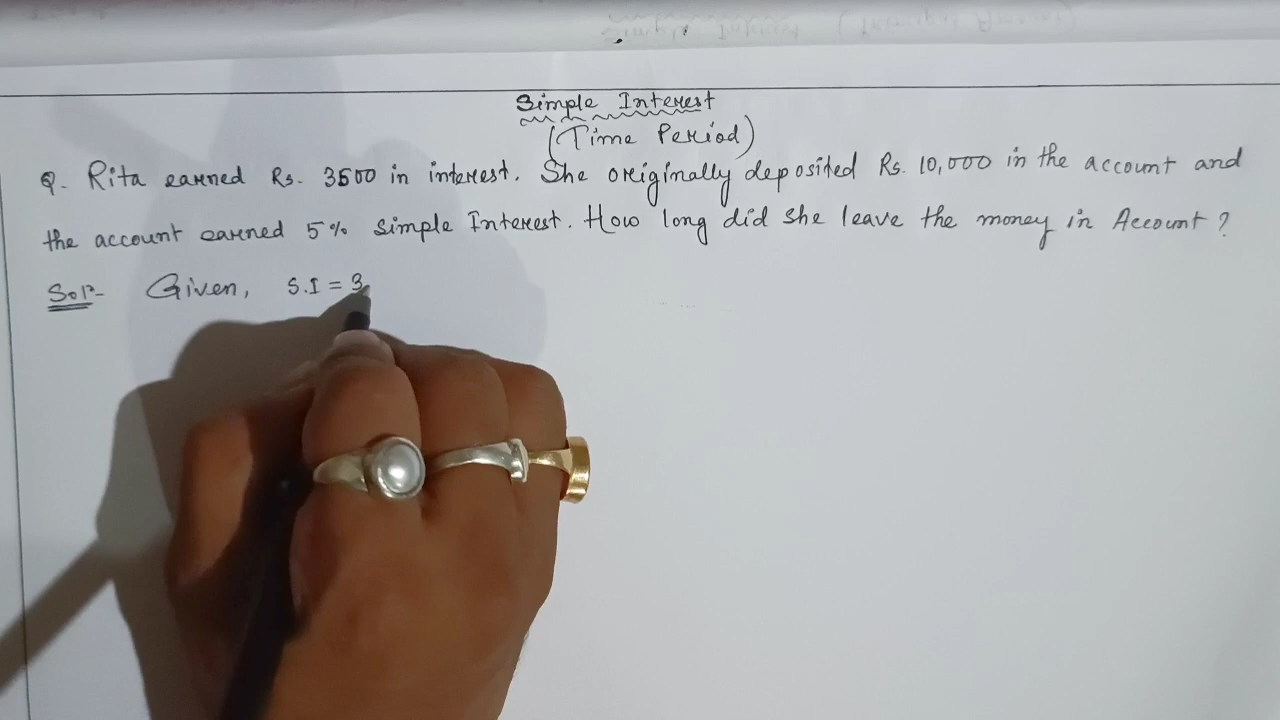 Simple Interest
(Time Period)
Q. Rita earned Rs. 3500 in interest. She originally deposited Rs. 10,000 in the account and
the account earned 5% Simple Interest. How long did She leave the money in Account ?
Soln- Given, S.I = 3